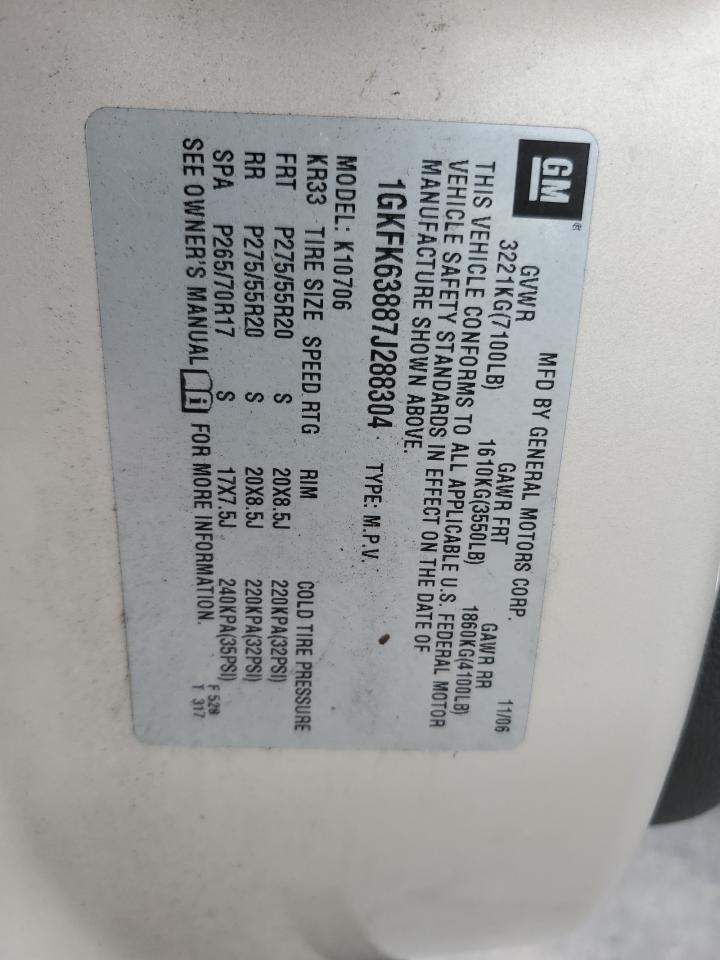 GM ®
MFD BY GENERAL MOTORS CORP. 11/06
GVWR GAWR FRT GAWR RR
3221KG(7100LB) 1610KG(3550LB) 1860KG(4100LB)
THIS VEHICLE CONFORMS TO ALL APPLICABLE U.S. FEDERAL MOTOR
VEHICLE SAFETY STANDARDS IN EFFECT ON THE DATE OF
MANUFACTURE SHOWN ABOVE.
1GKFK63887J288304 TYPE: M.P.V.
MODEL: K10706
KR33 TIRE SIZE SPEED RTG RIM COLD TIRE PRESSURE
FRT P275/55R20 S 20X8.5J 220KPA(32PSI)
RR P275/55R20 S 20X8.5J 220KPA(32PSI)
SPA P265/70R17 S 17X7.5J 240KPA(35PSI)
SEE OWNER'S MANUAL i FOR MORE INFORMATION.
F 528
T 317